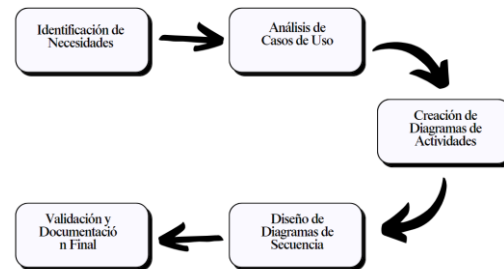 Identificación de
Necesidades
Análisis de
Casos de Uso
Creación de
Diagramas de
Actividades
Diseño de
Diagramas de
Secuencia
Validación y
Documentació
n Final